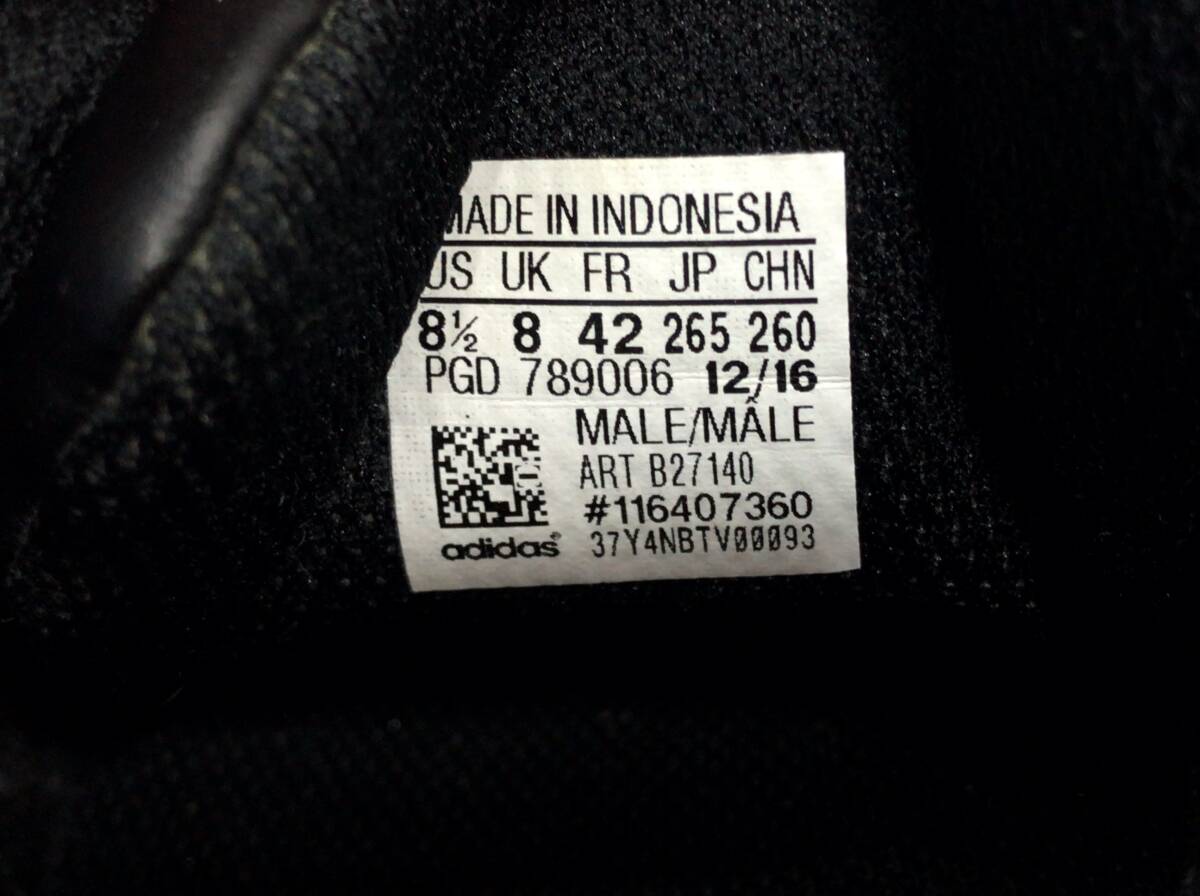 MADE IN INDONESIA
US UK FR JP CHN
8½ 8 42 265 260
PGD 789006 12/16
MALE/MÂLE
ART B27140
#116407360
adidas® 37Y4NBTV00093